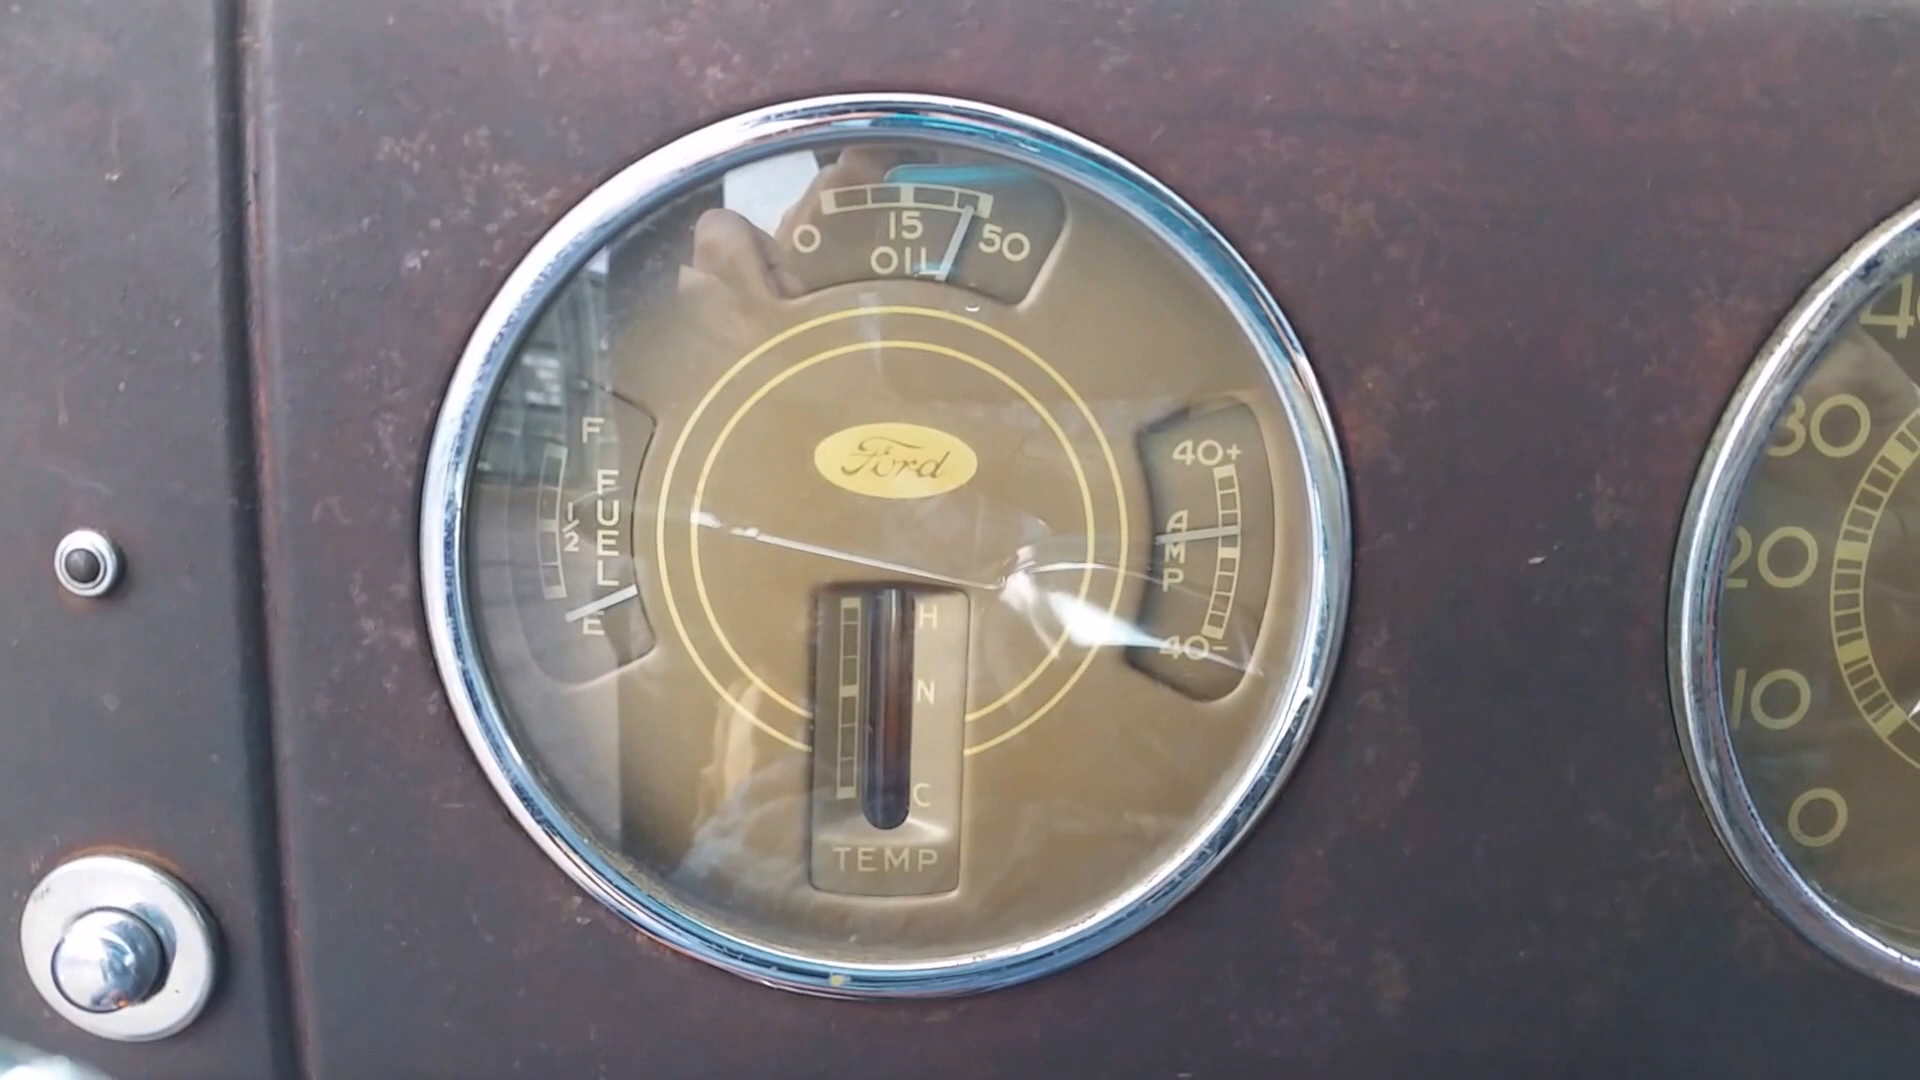 0 15 50
OIL
Ford
F
FUEL
1/2
E
40+
AMP
40-
H
N
C
TEMP
30
20
10
0